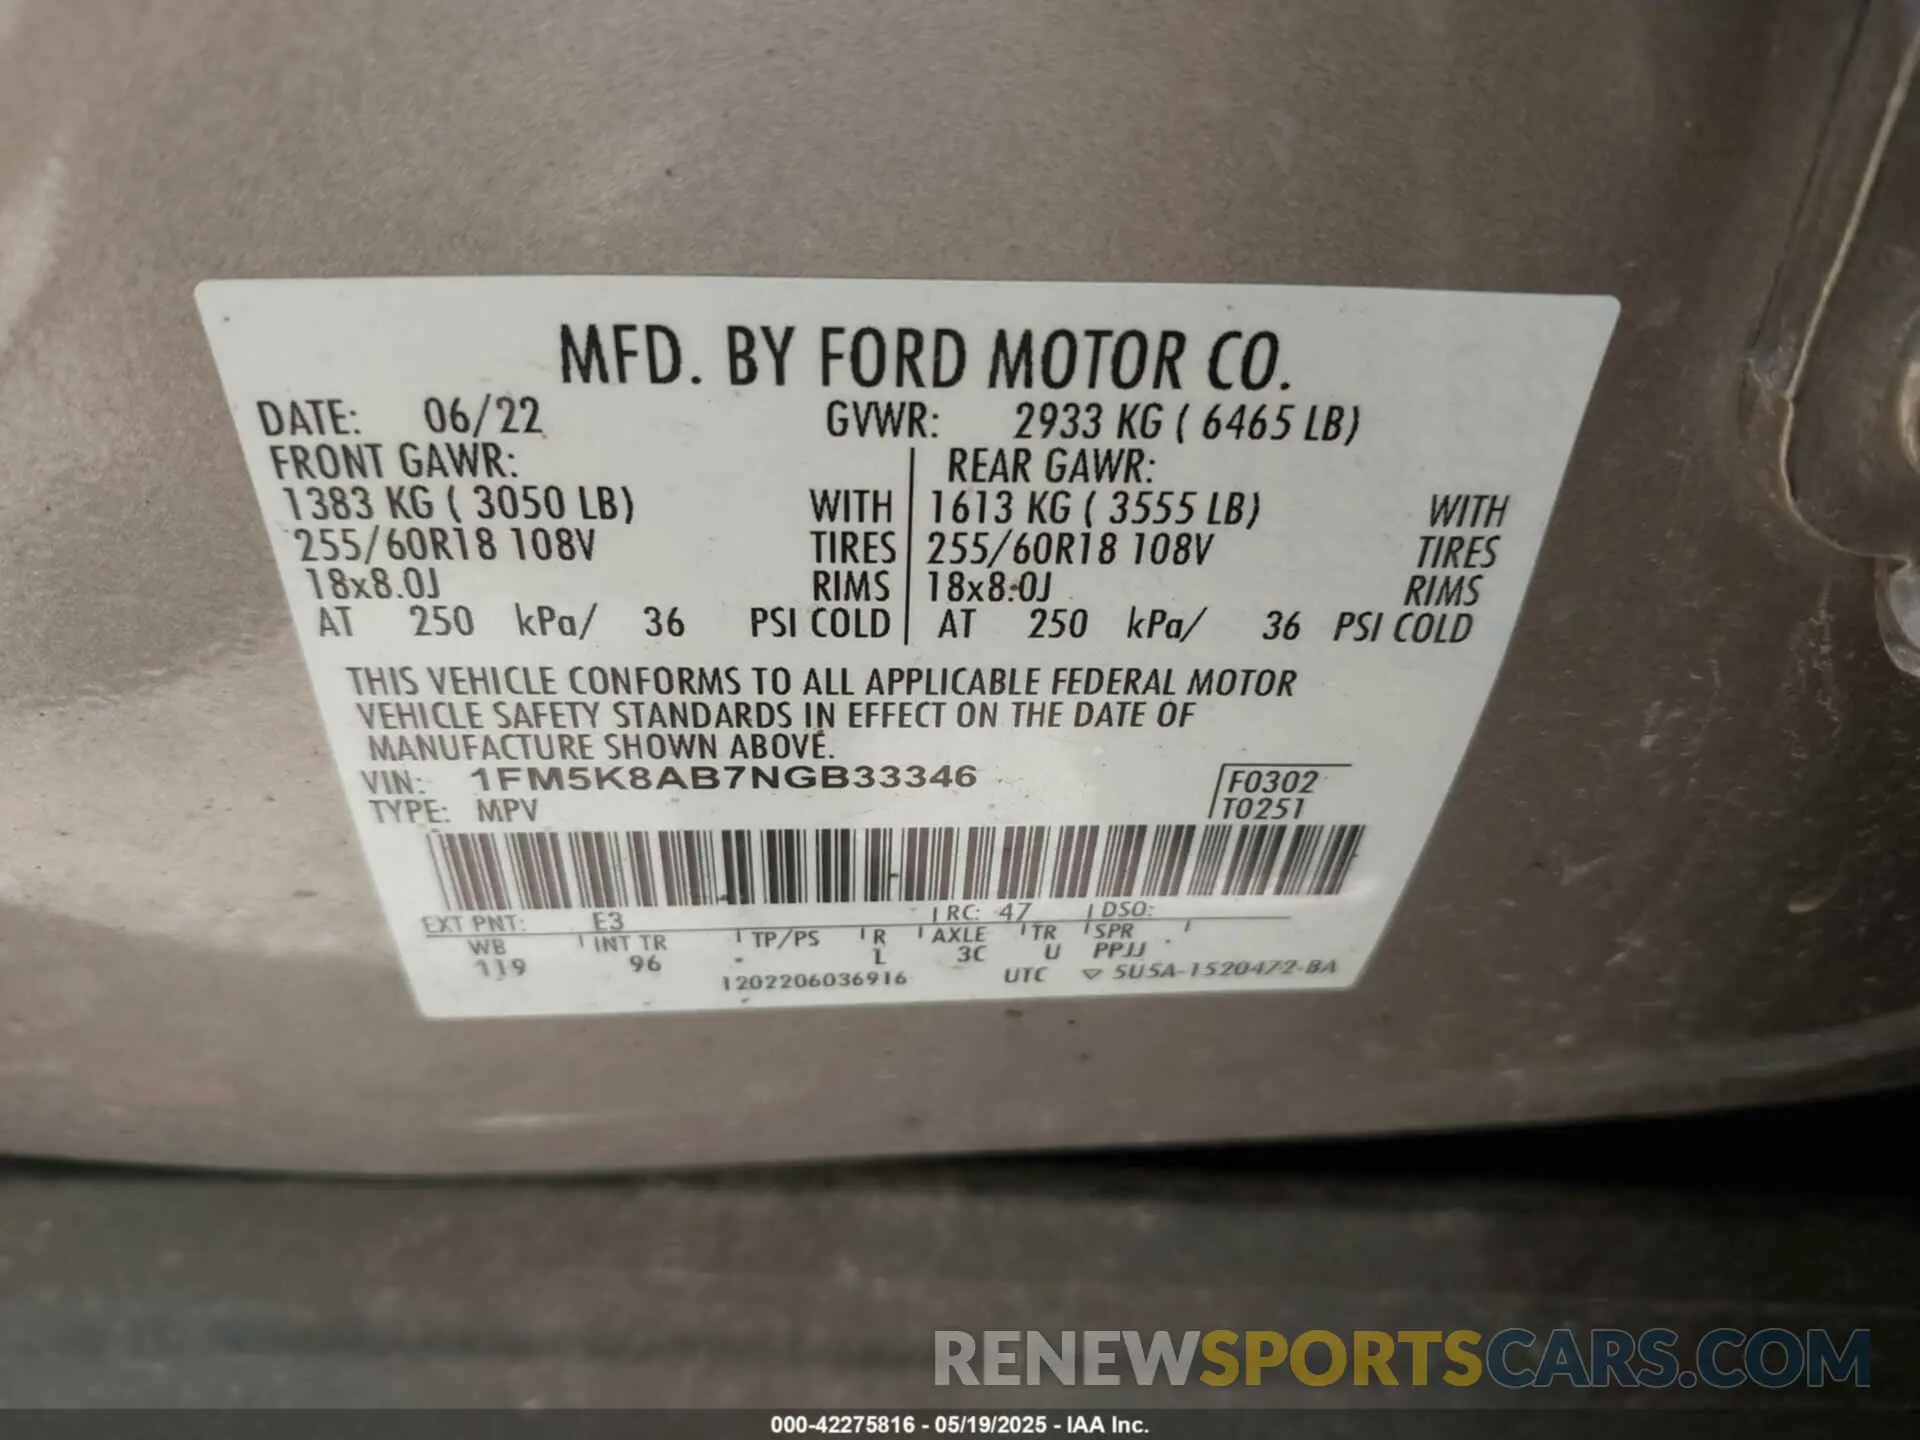 MFD. BY FORD MOTOR CO.
DATE: 06/22 GVWR: 2933 KG ( 6465 LB)
FRONT GAWR: REAR GAWR:
1383 KG ( 3050 LB) WITH 1613 KG ( 3555 LB) WITH
255/60R18 108V TIRES 255/60R18 108V TIRES
18x8.0J RIMS 18x8.0J RIMS
AT 250 kPa/ 36 PSI COLD AT 250 kPa/ 36 PSI COLD
THIS VEHICLE CONFORMS TO ALL APPLICABLE FEDERAL MOTOR
VEHICLE SAFETY STANDARDS IN EFFECT ON THE DATE OF
MANUFACTURE SHOWN ABOVE.
VIN: 1FM5K8AB7NGB33346 F0302
TYPE: MPV T0251
EXT PNT: E3 RC: 47 DSO:
WB INT TR TP/PS R AXLE TR SPR
119 96 L 3C U PPJJ
1202206036916 UTC ▽ 5U5A-1520472-BA
RENEWSPORTSCARS.COM
000-42275816 - 05/19/2025 - IAA Inc.